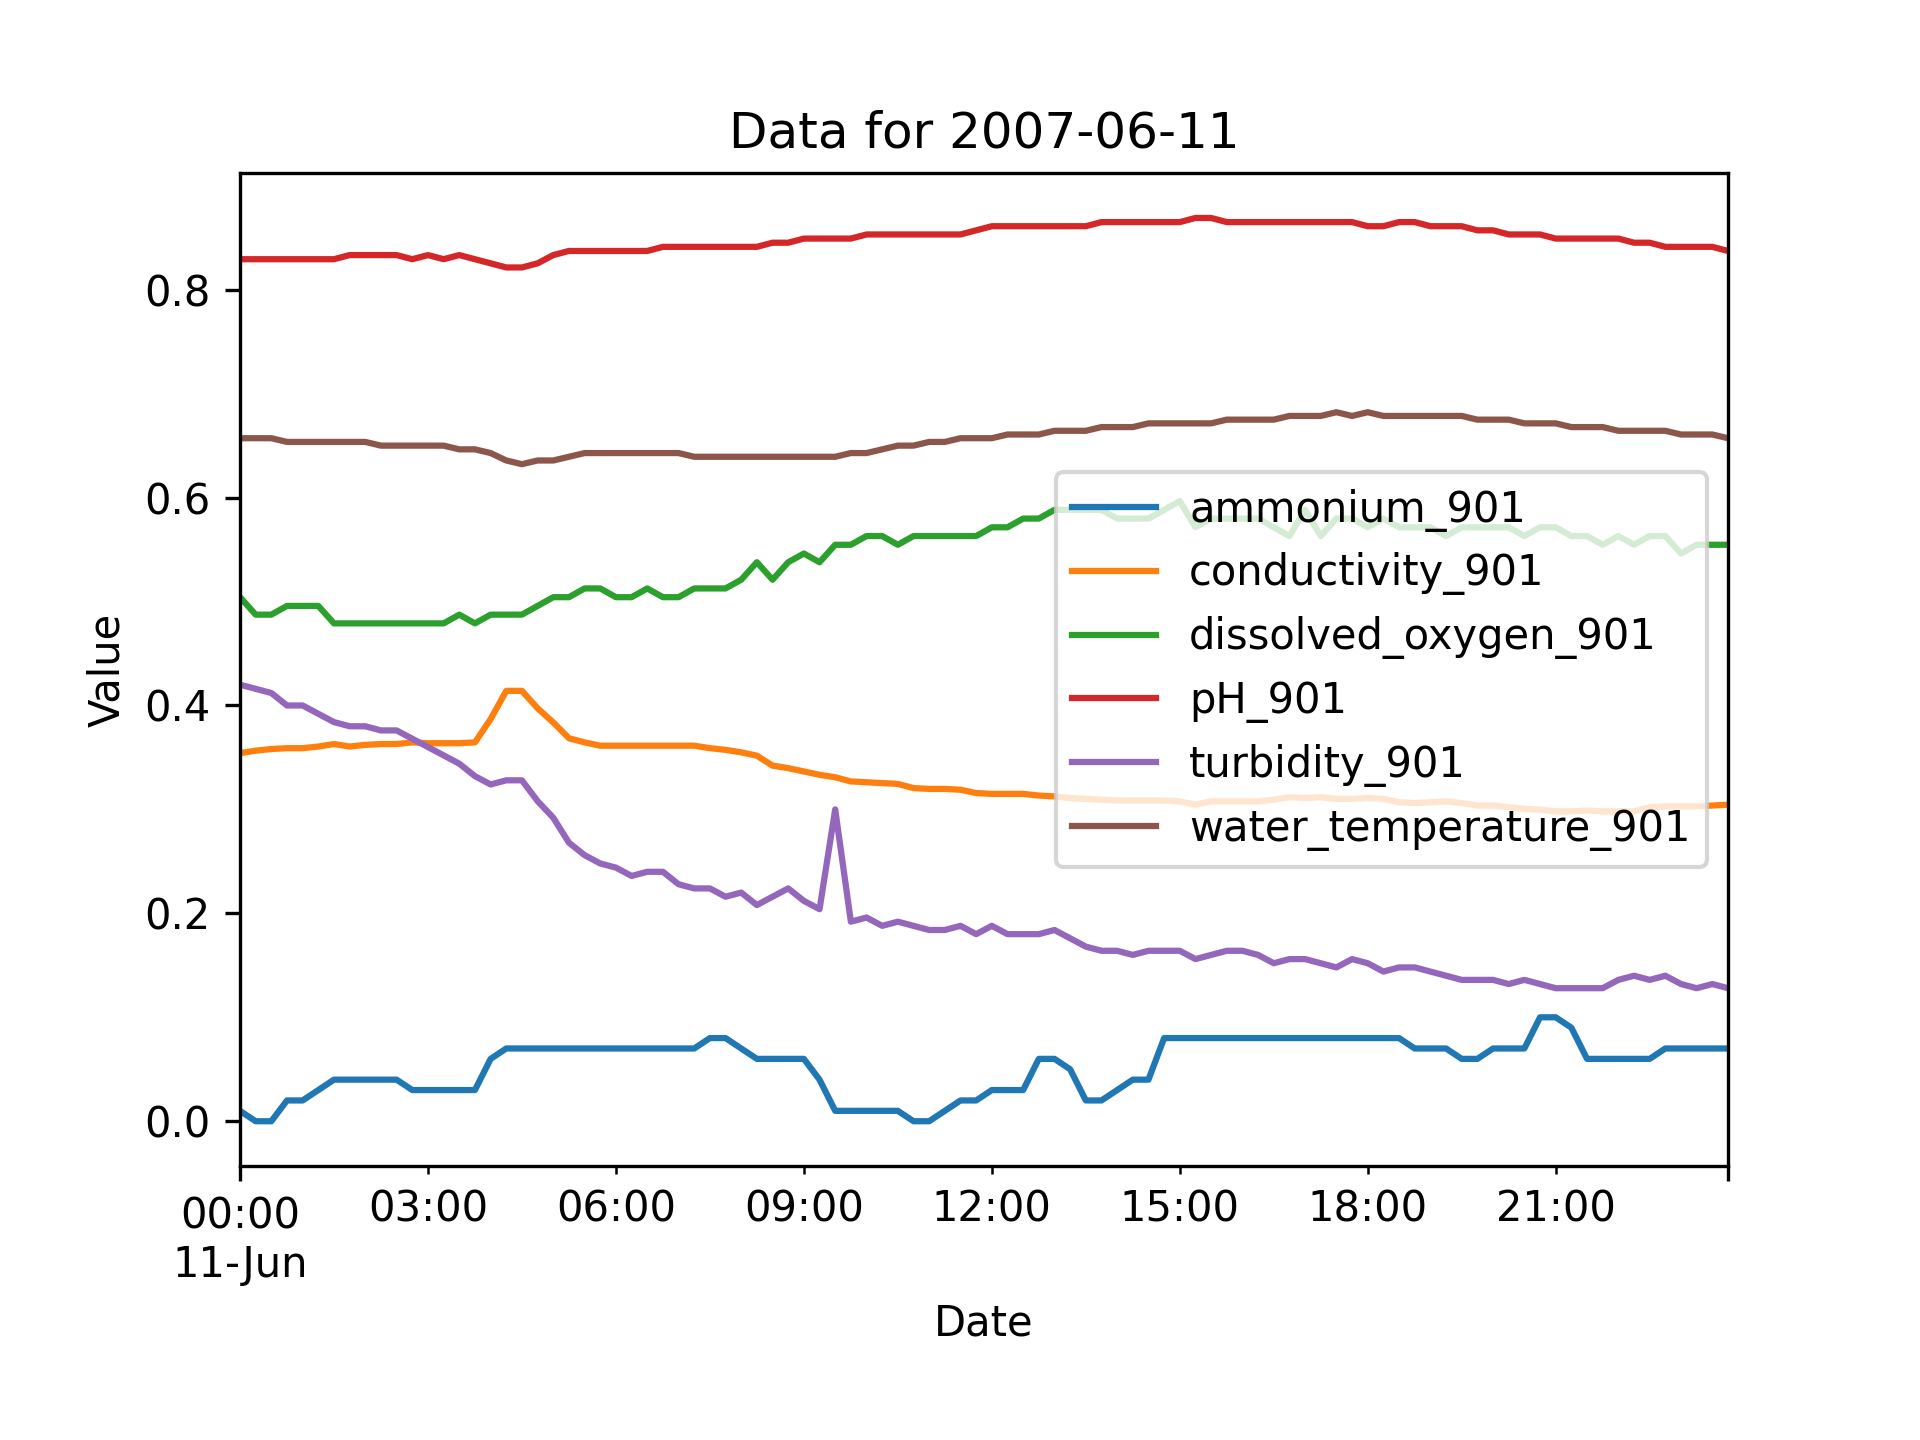 Data for 2007-06-11
Value
0.8
0.6
0.4
0.2
0.0
ammonium_901
conductivity_901
dissolved_oxygen_901
pH_901
turbidity_901
water_temperature_901
00:00 03:00 06:00 09:00 12:00 15:00 18:00 21:00
11-Jun
Date